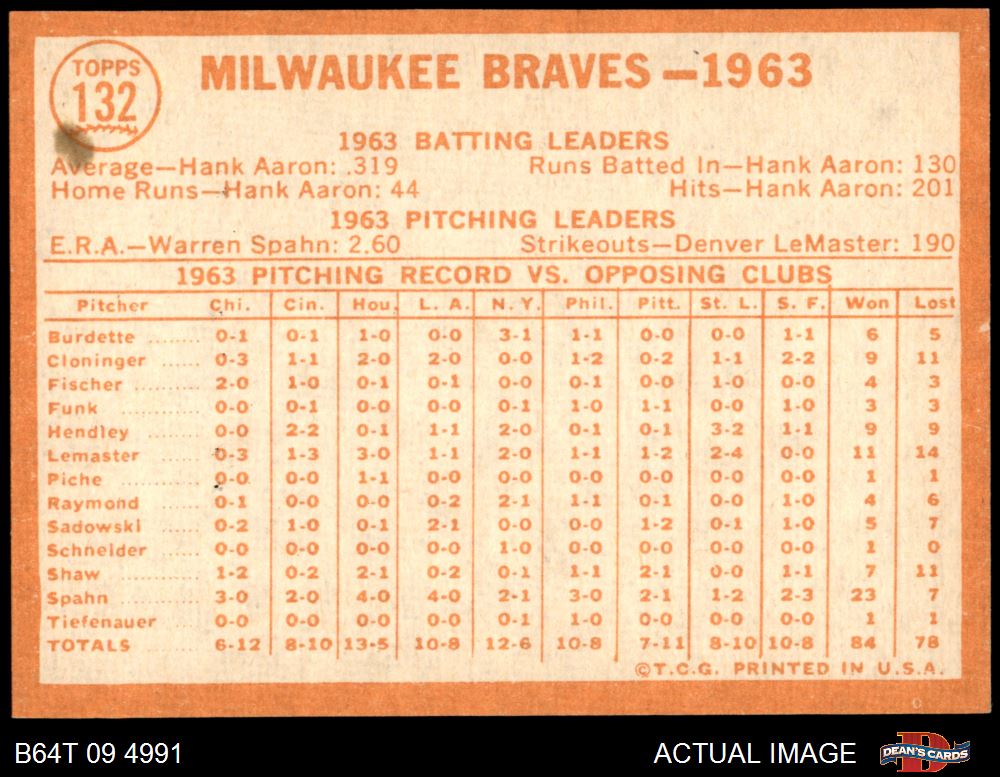 TOPPS
132
MILWAUKEE BRAVES—1963
1963 BATTING LEADERS
Average—Hank Aaron: .319 Runs Batted In—Hank Aaron: 130
Home Runs—Hank Aaron: 44 Hits—Hank Aaron: 201
1963 PITCHING LEADERS
E.R.A.—Warren Spahn: 2.60 Strikeouts—Denver LeMaster: 190
1963 PITCHING RECORD VS. OPPOSING CLUBS
Pitcher Chi. Cin. Hou. L. A. N. Y. Phil. Pitt. St. L. S. F. Won Lost
Burdette ........ 0-1 0-1 1-0 0-0 3-1 1-1 0-0 0-0 1-1 6 5
Cloninger ...... 0-3 1-1 2-0 2-0 0-0 1-2 0-2 1-1 2-2 9 11
Fischer .......... 2-0 1-0 0-1 0-1 0-0 0-1 0-0 1-0 0-0 4 3
Funk ............ 0-0 0-1 0-0 0-0 0-1 1-0 1-1 0-0 1-0 3 3
Hendley ........ 0-0 2-2 0-1 1-1 2-0 0-1 0-1 3-2 1-1 9 9
Lemaster ...... 0-3 1-3 3-0 1-1 2-0 1-1 1-2 2-4 0-0 11 14
Piche ............ 0-0 0-0 1-1 0-0 0-0 0-0 0-0 0-0 0-0 1 1
Raymond ...... 0-1 0-0 0-0 0-2 2-1 1-1 0-1 0-0 1-0 4 6
Sadowski ...... 0-2 1-0 0-1 2-1 0-0 0-0 1-2 0-1 1-0 5 7
Schneider ...... 0-0 0-0 0-0 0-0 1-0 0-0 0-0 0-0 0-0 1 0
Shaw ............ 1-2 0-2 2-1 0-2 0-1 1-1 2-1 0-0 1-1 7 11
Spahn .......... 3-0 2-0 4-0 4-0 2-1 3-0 2-1 1-2 2-3 23 7
Tiefenauer .... 0-0 0-0 0-0 0-0 0-1 1-0 0-0 0-0 0-0 1 1
TOTALS ...... 6-12 8-10 13-5 10-8 12-6 10-8 7-11 8-10 10-8 84 78
©T.C.G. PRINTED IN U.S.A.
B64T 09 4991 ACTUAL IMAGE D DEAN'S CARDS